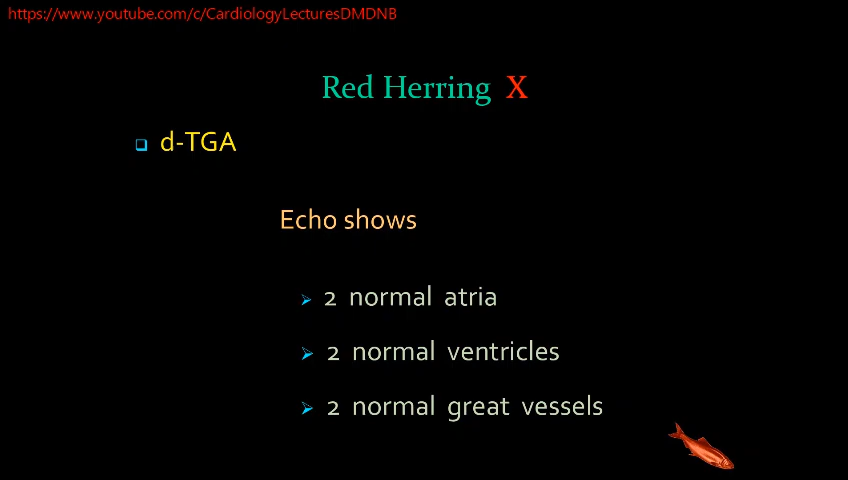 https://www.youtube.com/c/CardiologyLecturesDMDNB
Red Herring X
d-TGA
Echo shows
2 normal atria
2 normal ventricles
2 normal great vessels